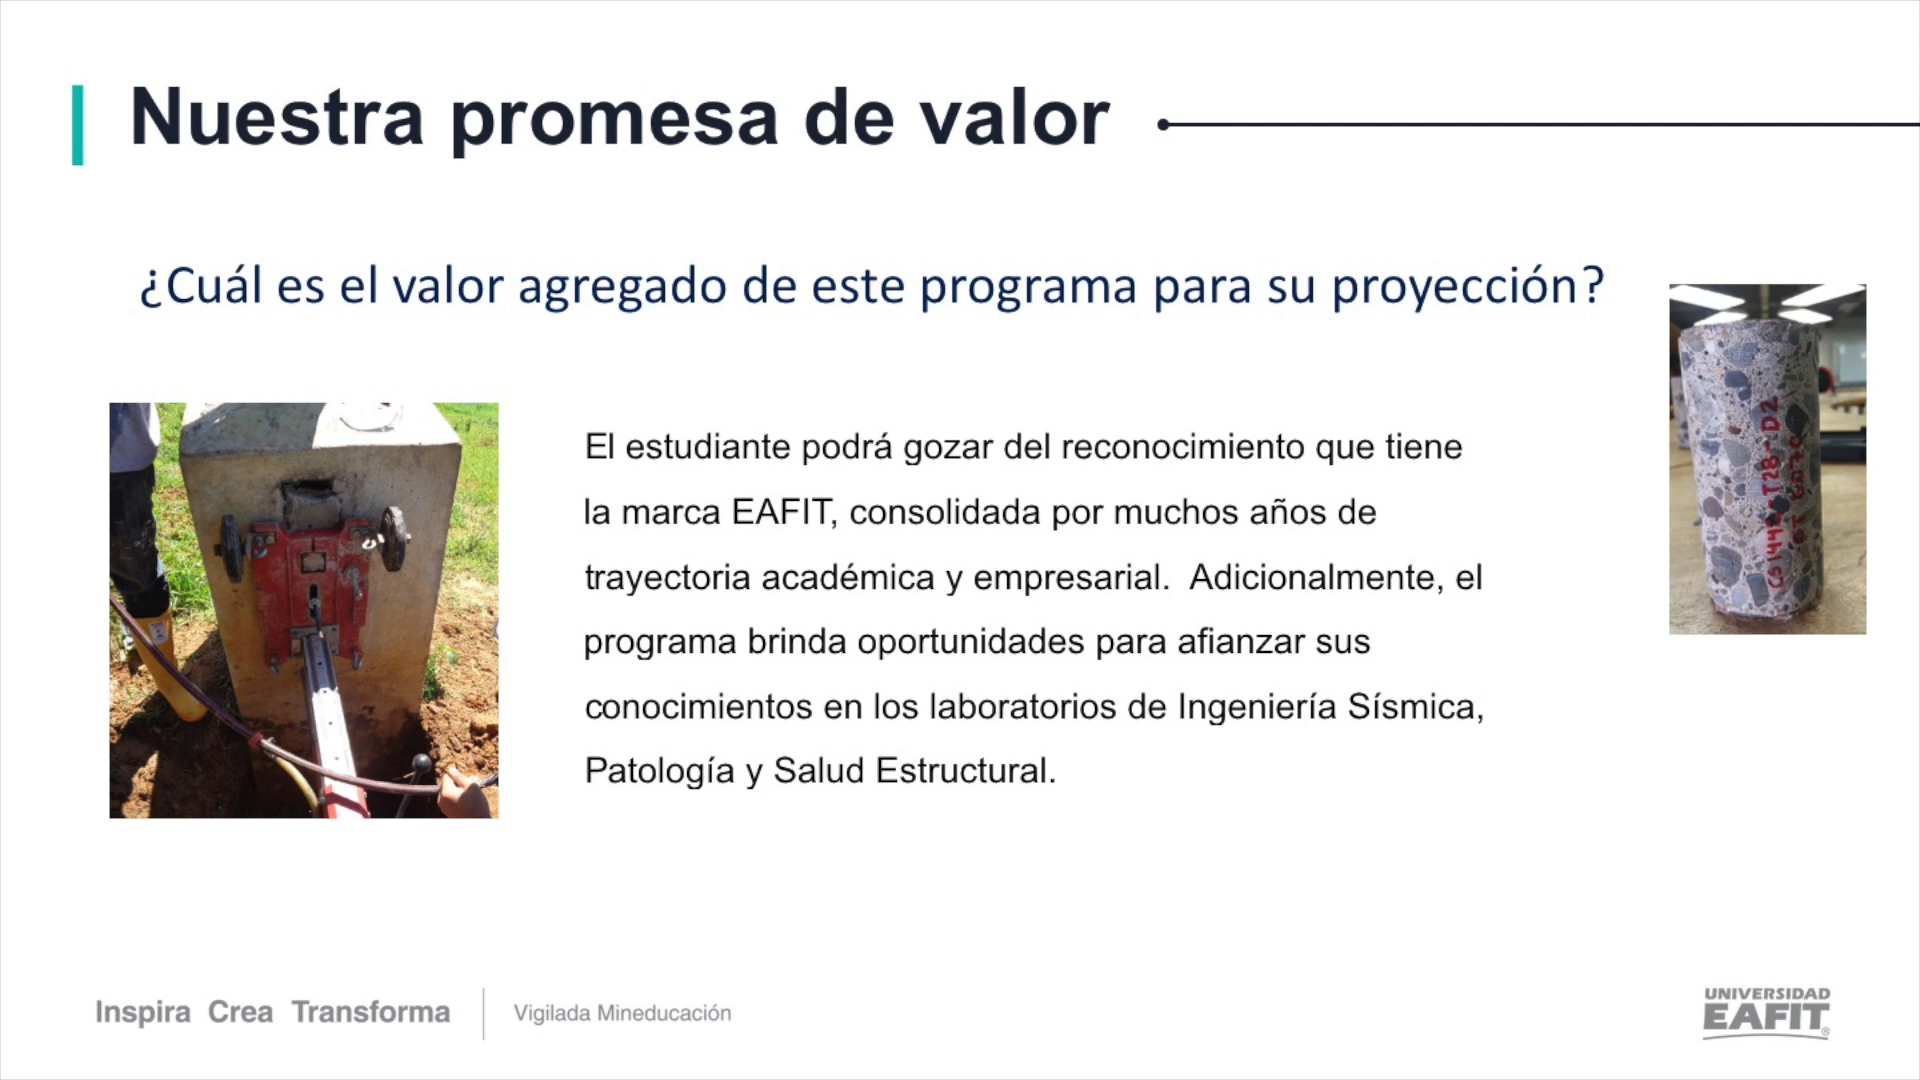 Nuestra promesa de valor
¿Cuál es el valor agregado de este programa para su proyección?
El estudiante podrá gozar del reconocimiento que tiene
la marca EAFIT, consolidada por muchos años de
trayectoria académica y empresarial.  Adicionalmente, el
programa brinda oportunidades para afianzar sus
conocimientos en los laboratorios de Ingeniería Sísmica,
Patología y Salud Estructural.
Inspira Crea Transforma
Vigilada Mineducación
UNIVERSIDAD
EAFIT®